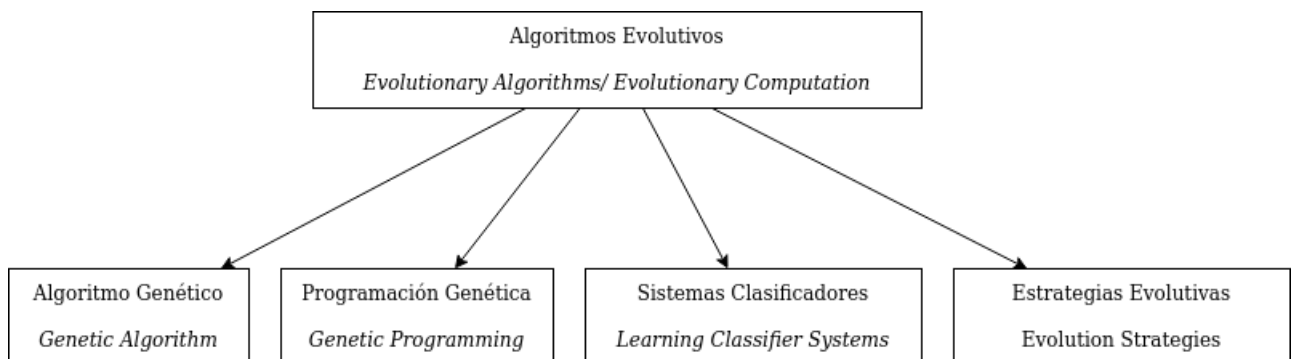 Algoritmos Evolutivos
Evolutionary Algorithms/ Evolutionary Computation
Algoritmo Genético
Genetic Algorithm
Programación Genética
Genetic Programming
Sistemas Clasificadores
Learning Classifier Systems
Estrategias Evolutivas
Evolution Strategies